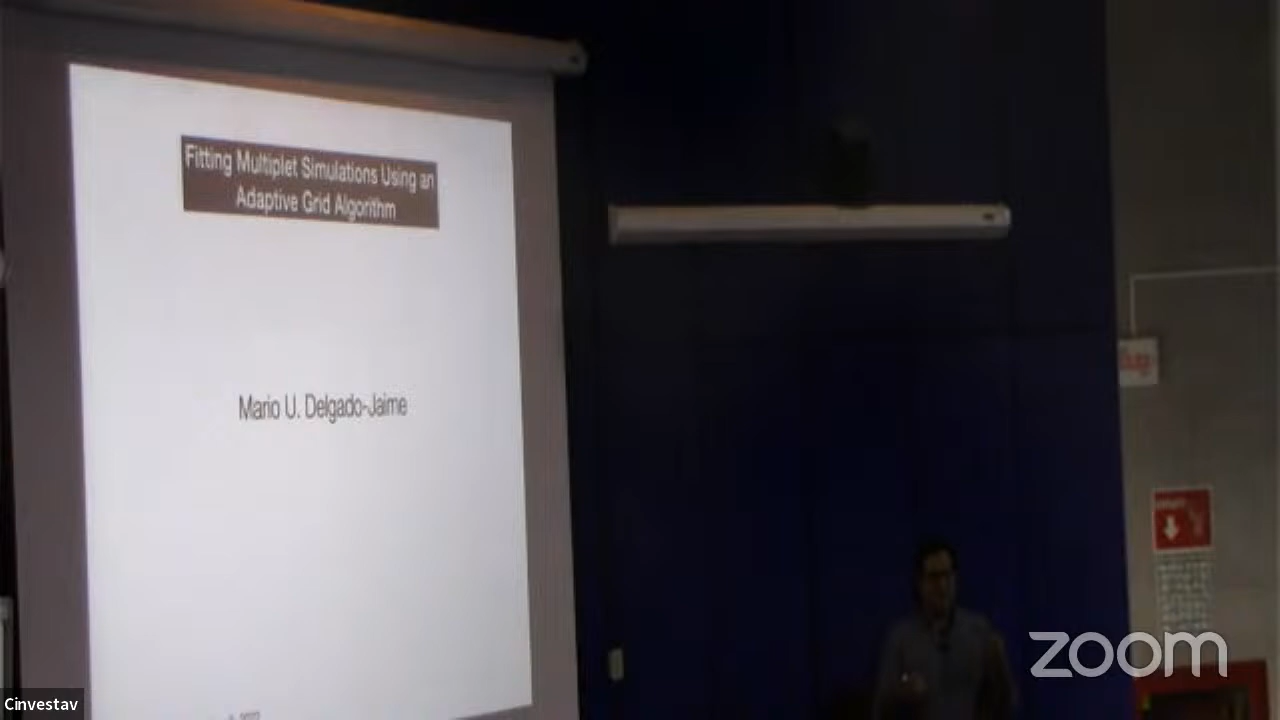 Fitting Multiplet Simulations Using an
Adaptive Grid Algorithm
Mario U. Delgado-Jaime
zoom
Cinvestav